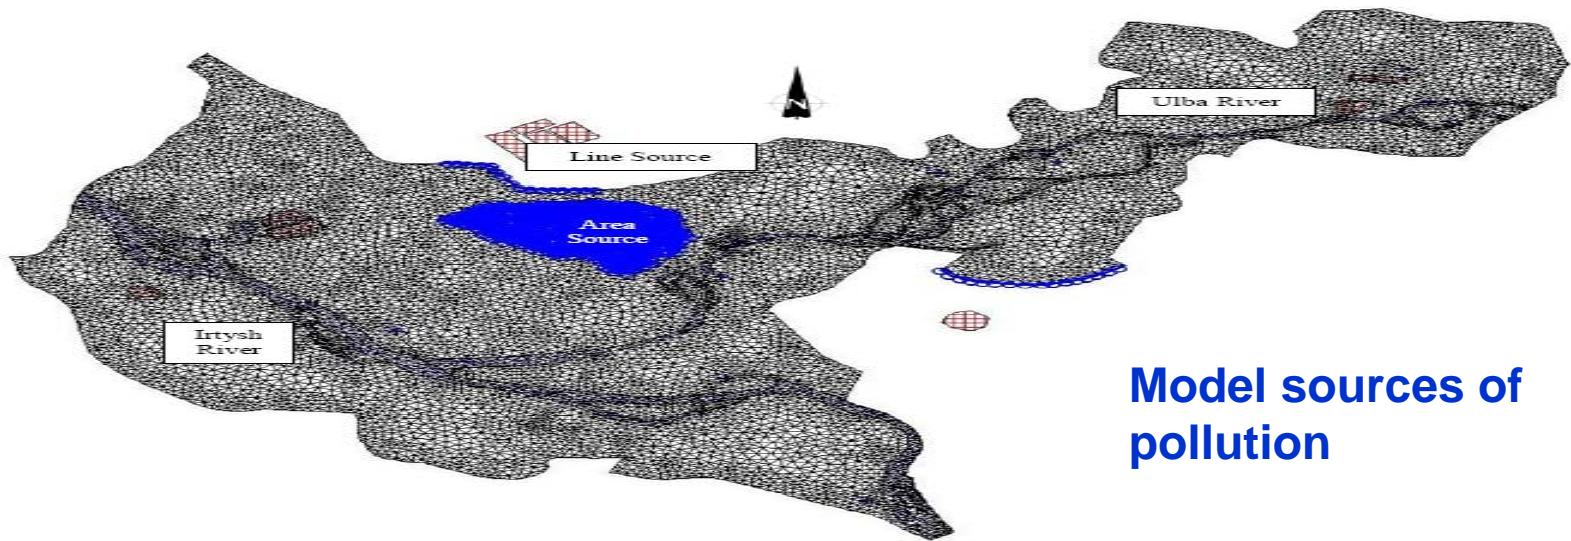 Ulba River
N
Line Source
Area
Source
Irtysh
River
Model sources of
pollution